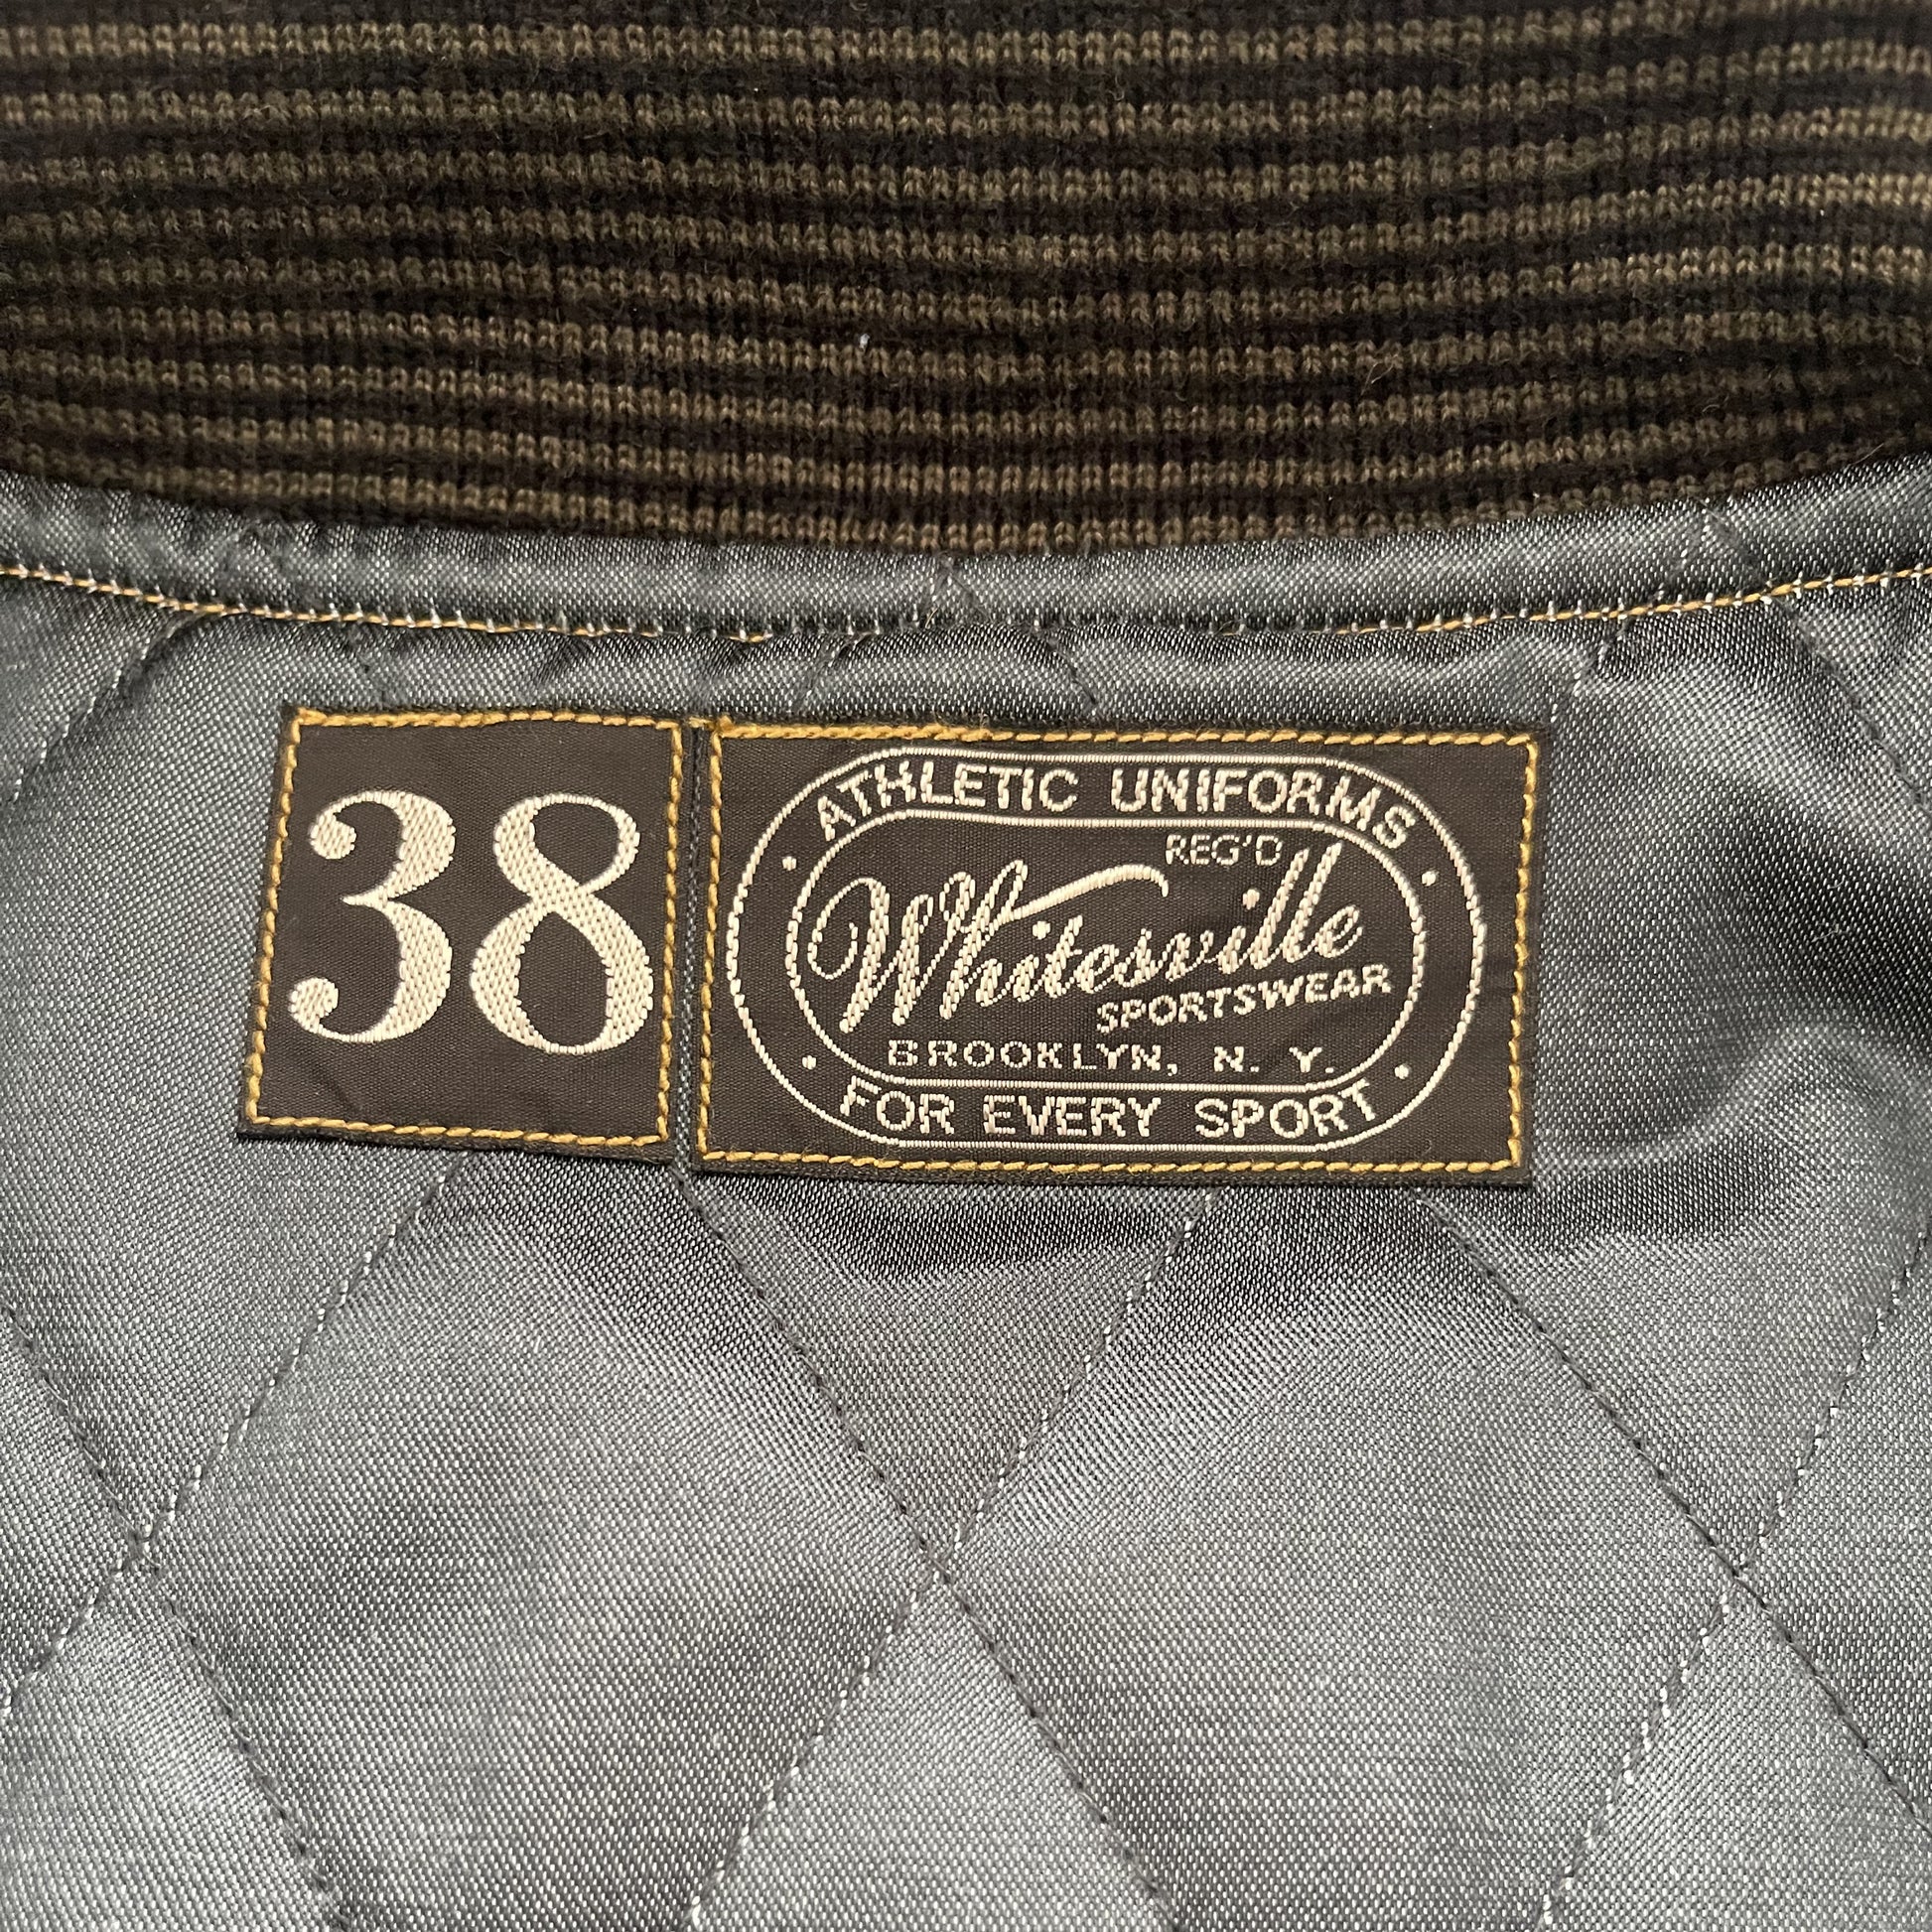 38
ATHLETIC UNIFORMS
REG'D
Whitesville
SPORTSWEAR
BROOKLYN, N. Y.
FOR EVERY SPORT